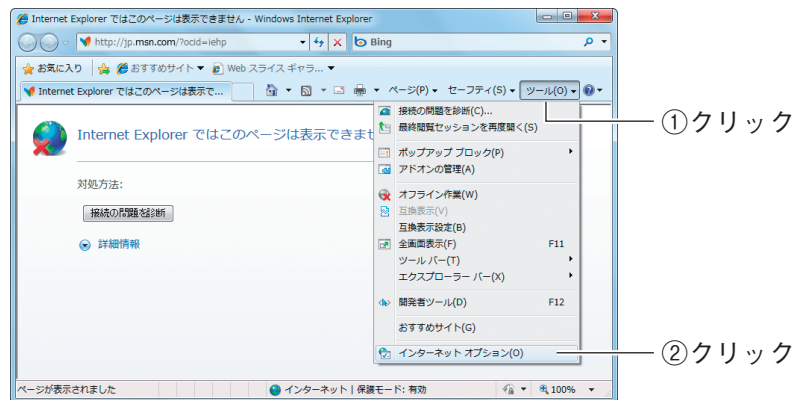 Internet Explorer ではこのページは表示できません - Windows Internet Explorer
http://jp.msn.com/?ocid=iehp
Bing
お気に入り
おすすめサイト
Web スライス ギャラ...
Internet Explorer ではこのページは表示で...
ページ(P)
セーフティ(S)
ツール(O)
①クリック
接続の問題を診断(C)...
最終閲覧セッションを再度開く(S)
Internet Explorer ではこのページは表示できませ
ポップアップ ブロック(P)
アドオンの管理(A)
対処方法:
オフライン作業(W)
接続の問題を診断
互換表示(V)
互換表示設定(B)
詳細情報
全画面表示(F) F11
ツール バー(T)
エクスプローラー バー(X)
開発者ツール(D) F12
おすすめサイト(G)
インターネット オプション(O)
②クリック
ページが表示されました
インターネット | 保護モード: 有効
100%